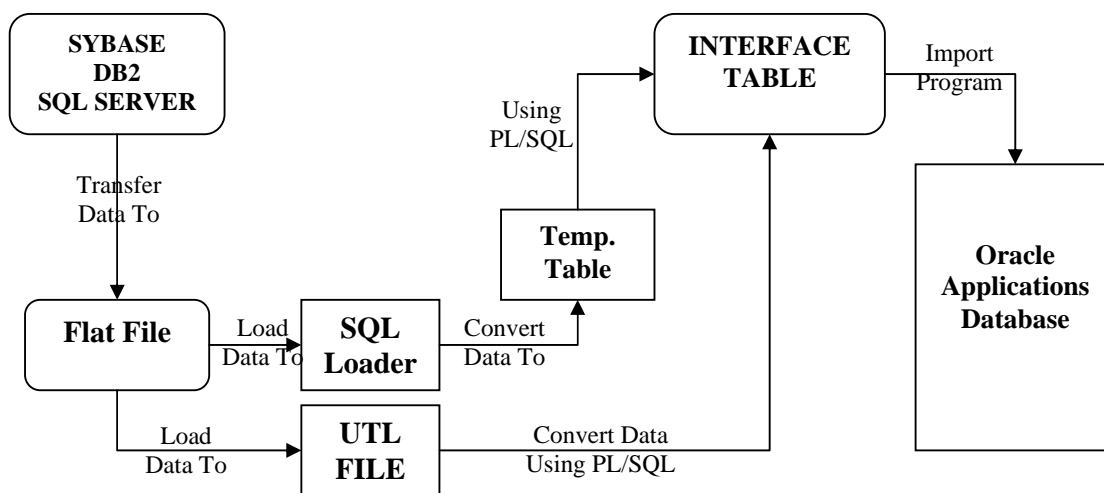 SYBASE
DB2
SQL SERVER
Transfer
Data To
Flat File
Load
Data To
SQL
Loader
Convert
Data To
Temp.
Table
Using
PL/SQL
INTERFACE
TABLE
Import
Program
Oracle
Applications
Database
Load
Data To
UTL
FILE
Convert Data
Using PL/SQL